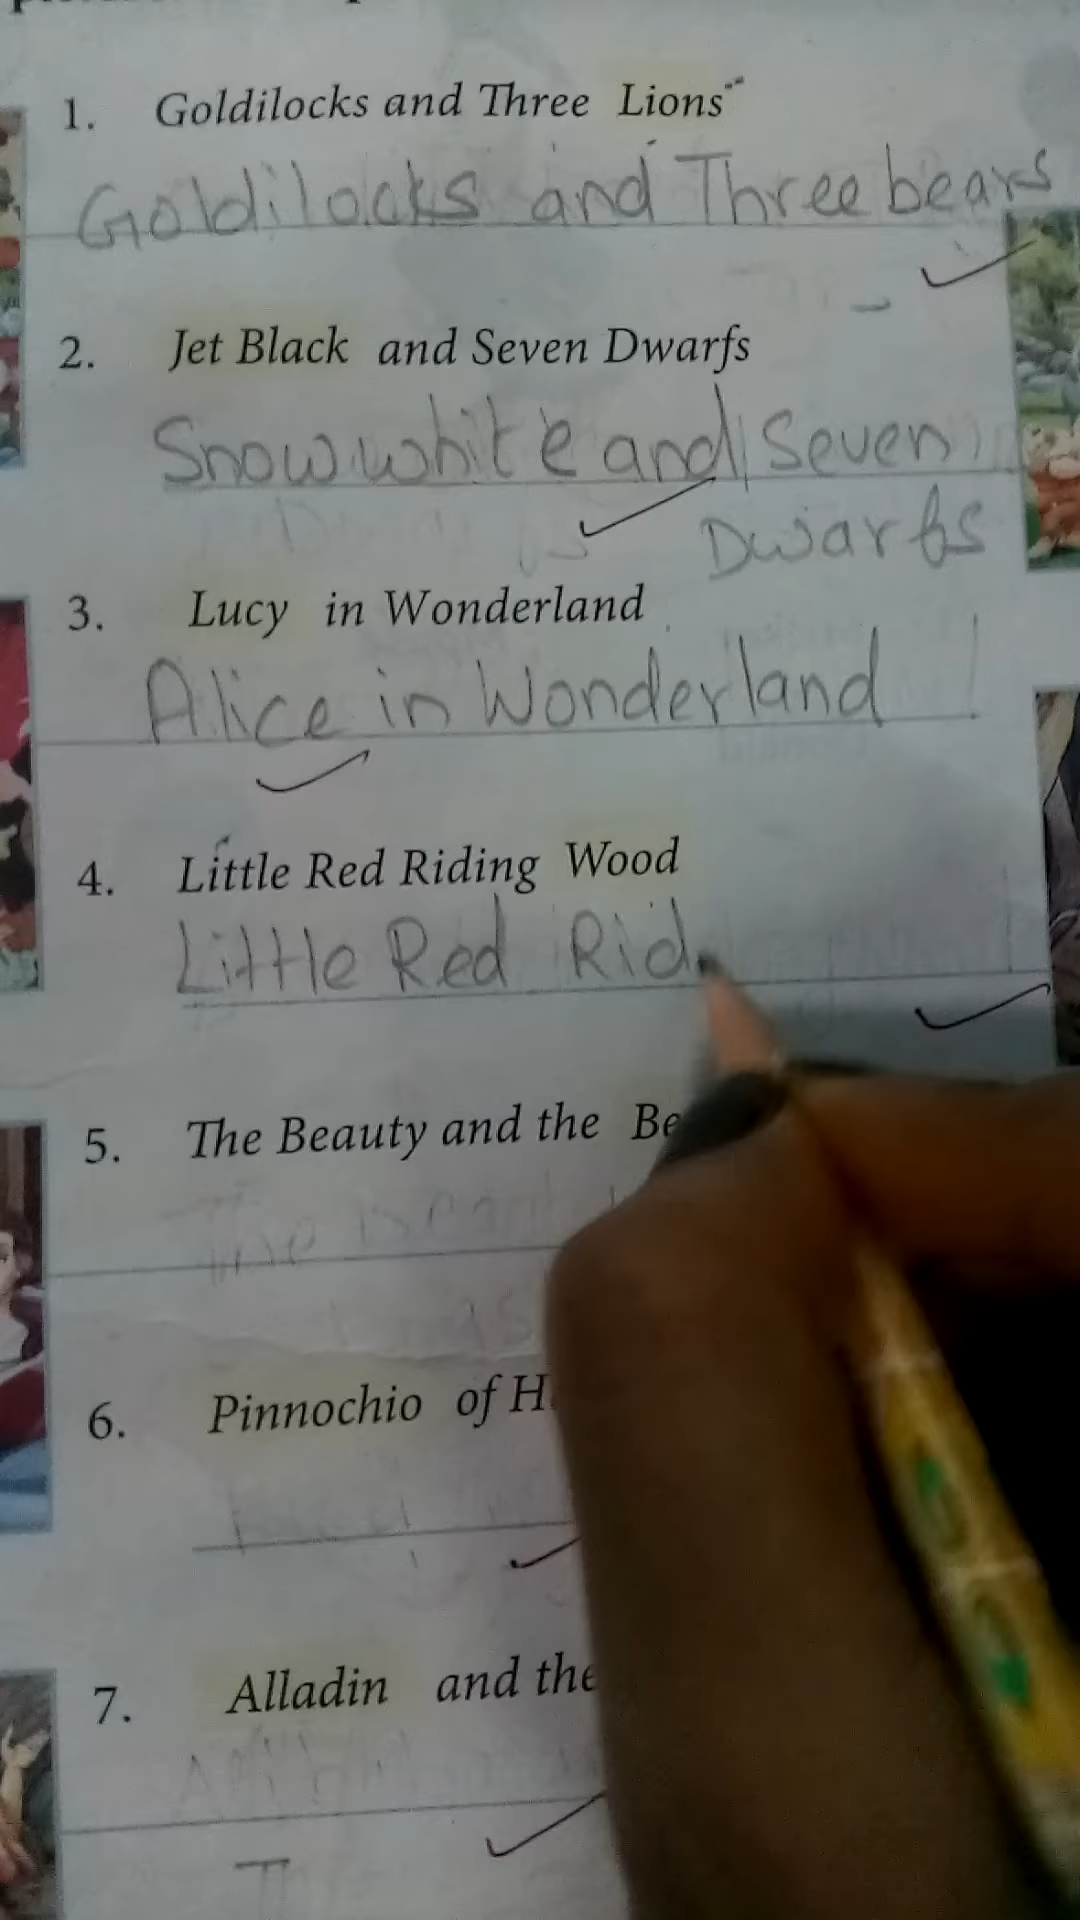 1. Goldilocks and Three Lions
Goldilocks and Three bears
2. Jet Black and Seven Dwarfs
Snow white and Seven
Dwarfs
3. Lucy in Wonderland
Alice in Wonderland
4. Little Red Riding Wood
Little Red Rid
5. The Beauty and the Be
6. Pinnochio of H
7. Alladin and the